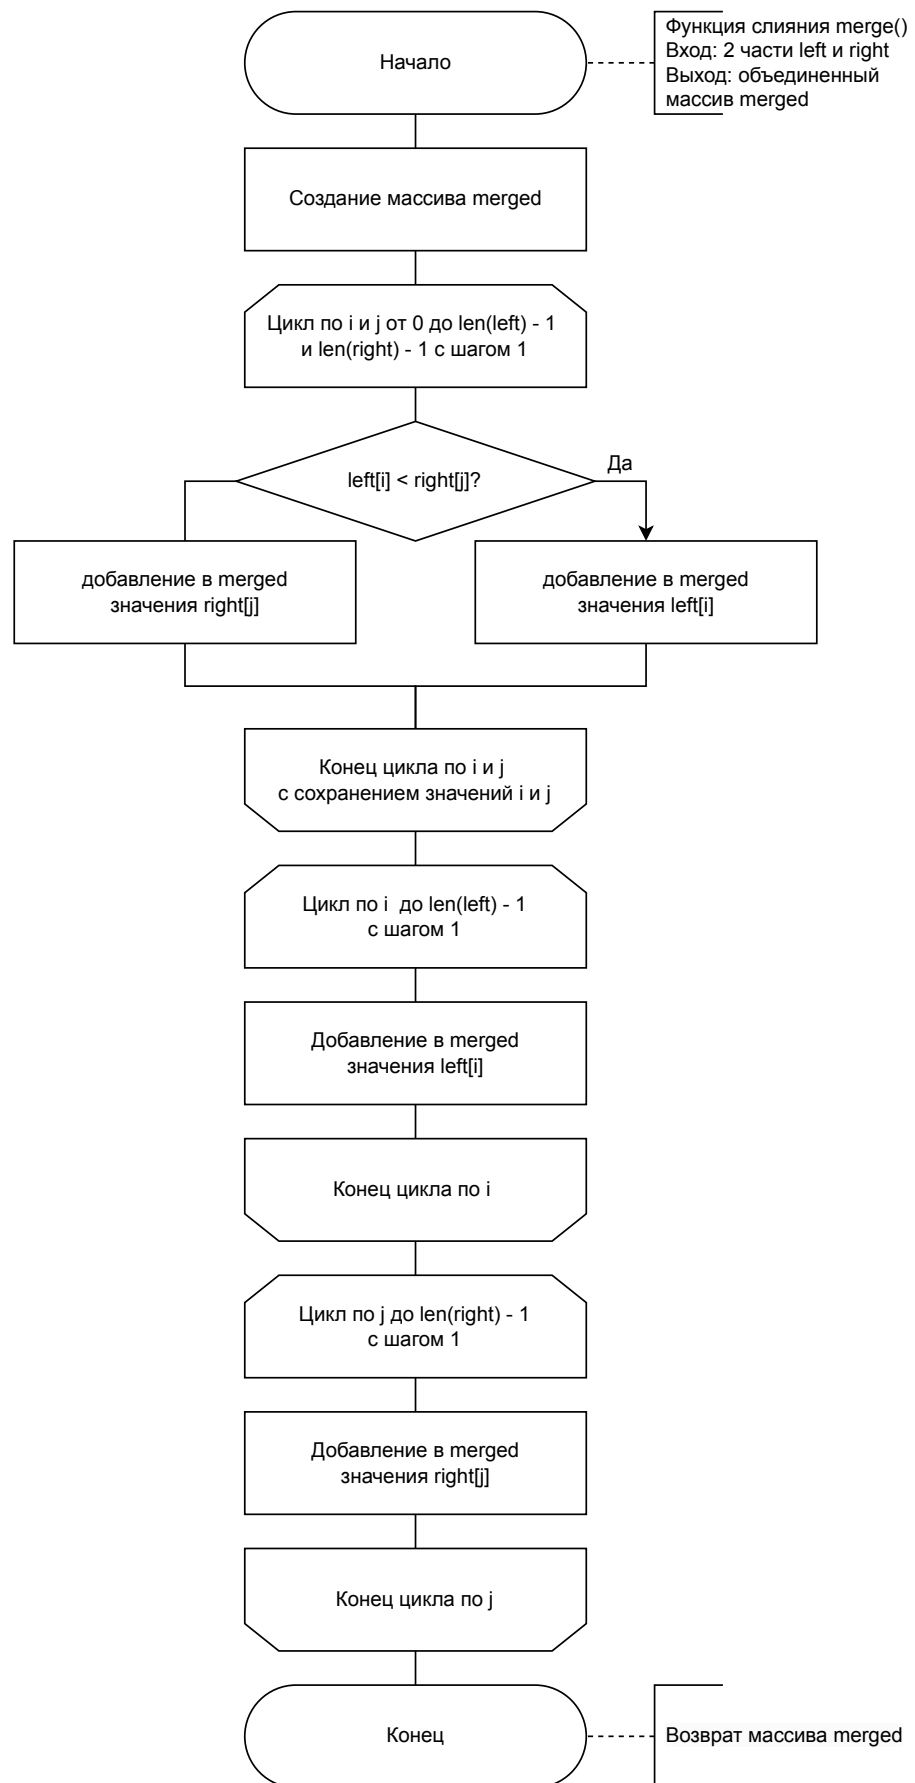 Начало
Функция слияния merge()
Вход: 2 части left и right
Выход: объединенный
массив merged
Создание массива merged
Цикл по i и j от 0 до len(left) - 1
и len(right) - 1 с шагом 1
left[i] < right[j]?
Да
добавление в merged
значения right[j]
добавление в merged
значения left[i]
Конец цикла по i и j
с сохранением значений i и j
Цикл по i  до len(left) - 1
с шагом 1
Добавление в merged
значения left[i]
Конец цикла по i
Цикл по j до len(right) - 1
с шагом 1
Добавление в merged
значения right[j]
Конец цикла по j
Конец
Возврат массива merged